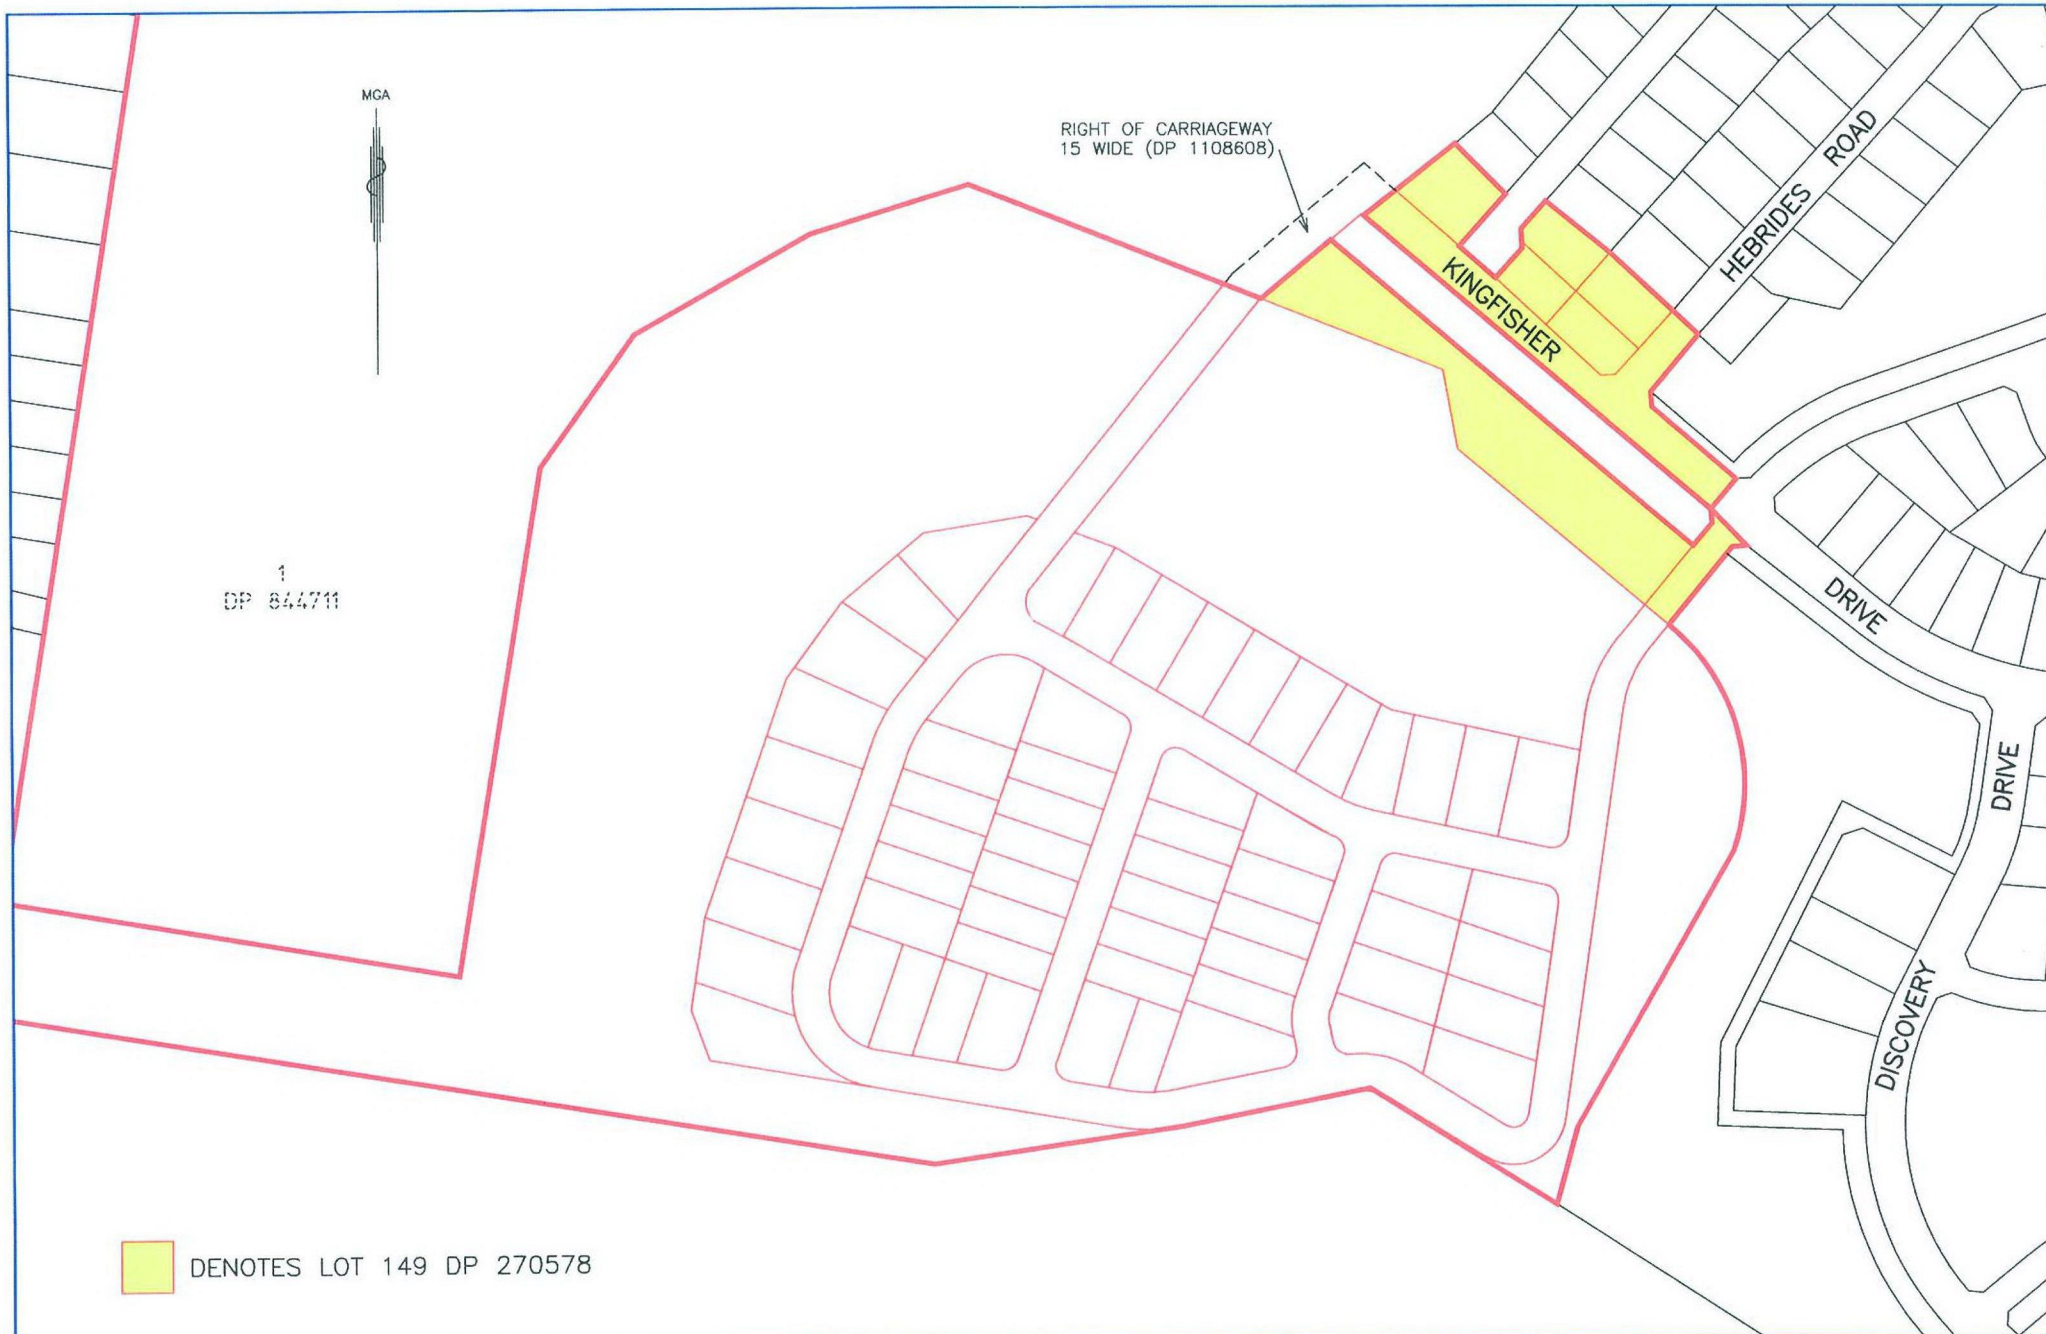 MGA
RIGHT OF CARRIAGEWAY
15 WIDE (DP 1108608)
HEBRIDES ROAD
KINGFISHER
1
DP 844711
DRIVE
DRIVE
DISCOVERY
DENOTES LOT 149 DP 270578